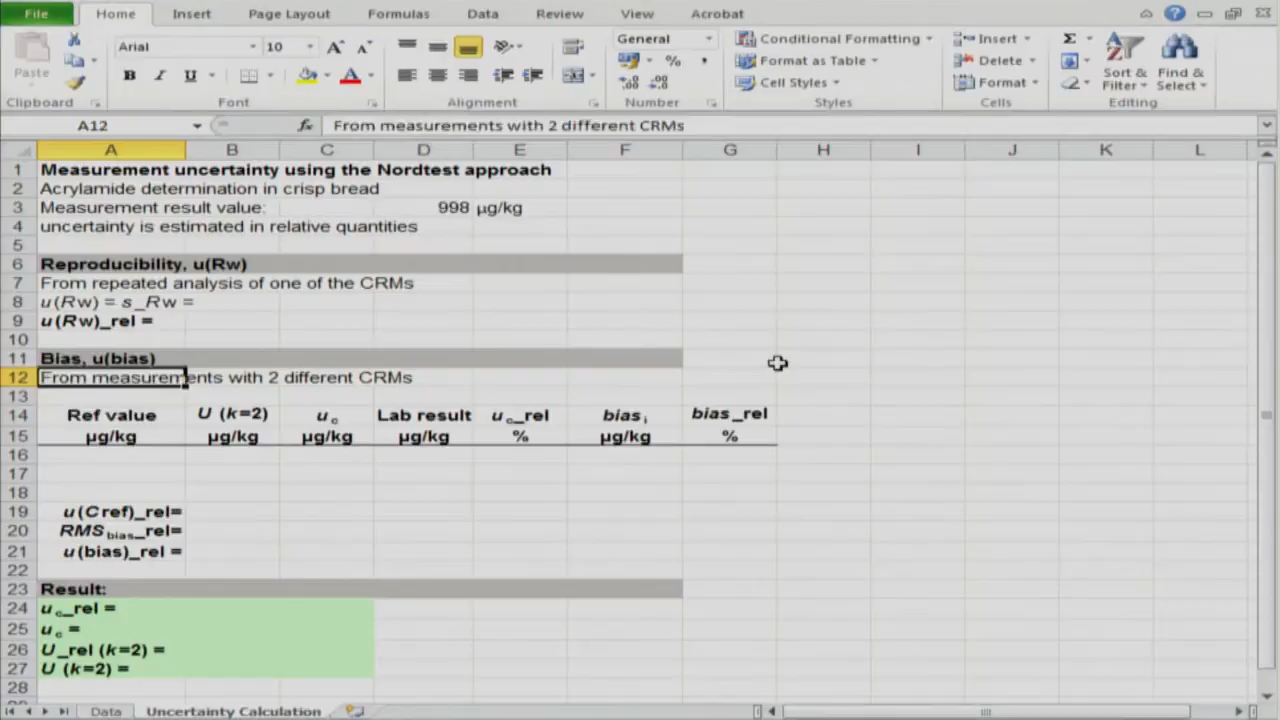 File Home Insert Page Layout Formulas Data Review View Acrobat
Paste Arial 10 A A General Conditional Formatting Insert Σ
B I U A % , Format as Table Delete Sort & Find &
Cell Styles Format Filter Select
Clipboard Font Alignment Number Styles Cells Editing
A12 fx From measurements with 2 different CRMs
A B C D E F G H I J K L
1 Measurement uncertainty using the Nordtest approach
2 Acrylamide determination in crisp bread
3 Measurement result value: 998 µg/kg
4 uncertainty is estimated in relative quantities
5
6 Reproducibility, u(Rw)
7 From repeated analysis of one of the CRMs
8 u(Rw) = s_Rw =
9 u(Rw)_rel =
10
11 Bias, u(bias)
12 From measurements with 2 different CRMs
13
14 Ref value U (k=2) uc Lab result uc_rel biasi bias_rel
15 µg/kg µg/kg µg/kg µg/kg % µg/kg %
16
17
18
19 u(Cref)_rel=
20 RMSbias_rel=
21 u(bias)_rel =
22
23 Result:
24 uc_rel =
25 uc =
26 U_rel (k=2) =
27 U (k=2) =
28
Data Uncertainty Calculation